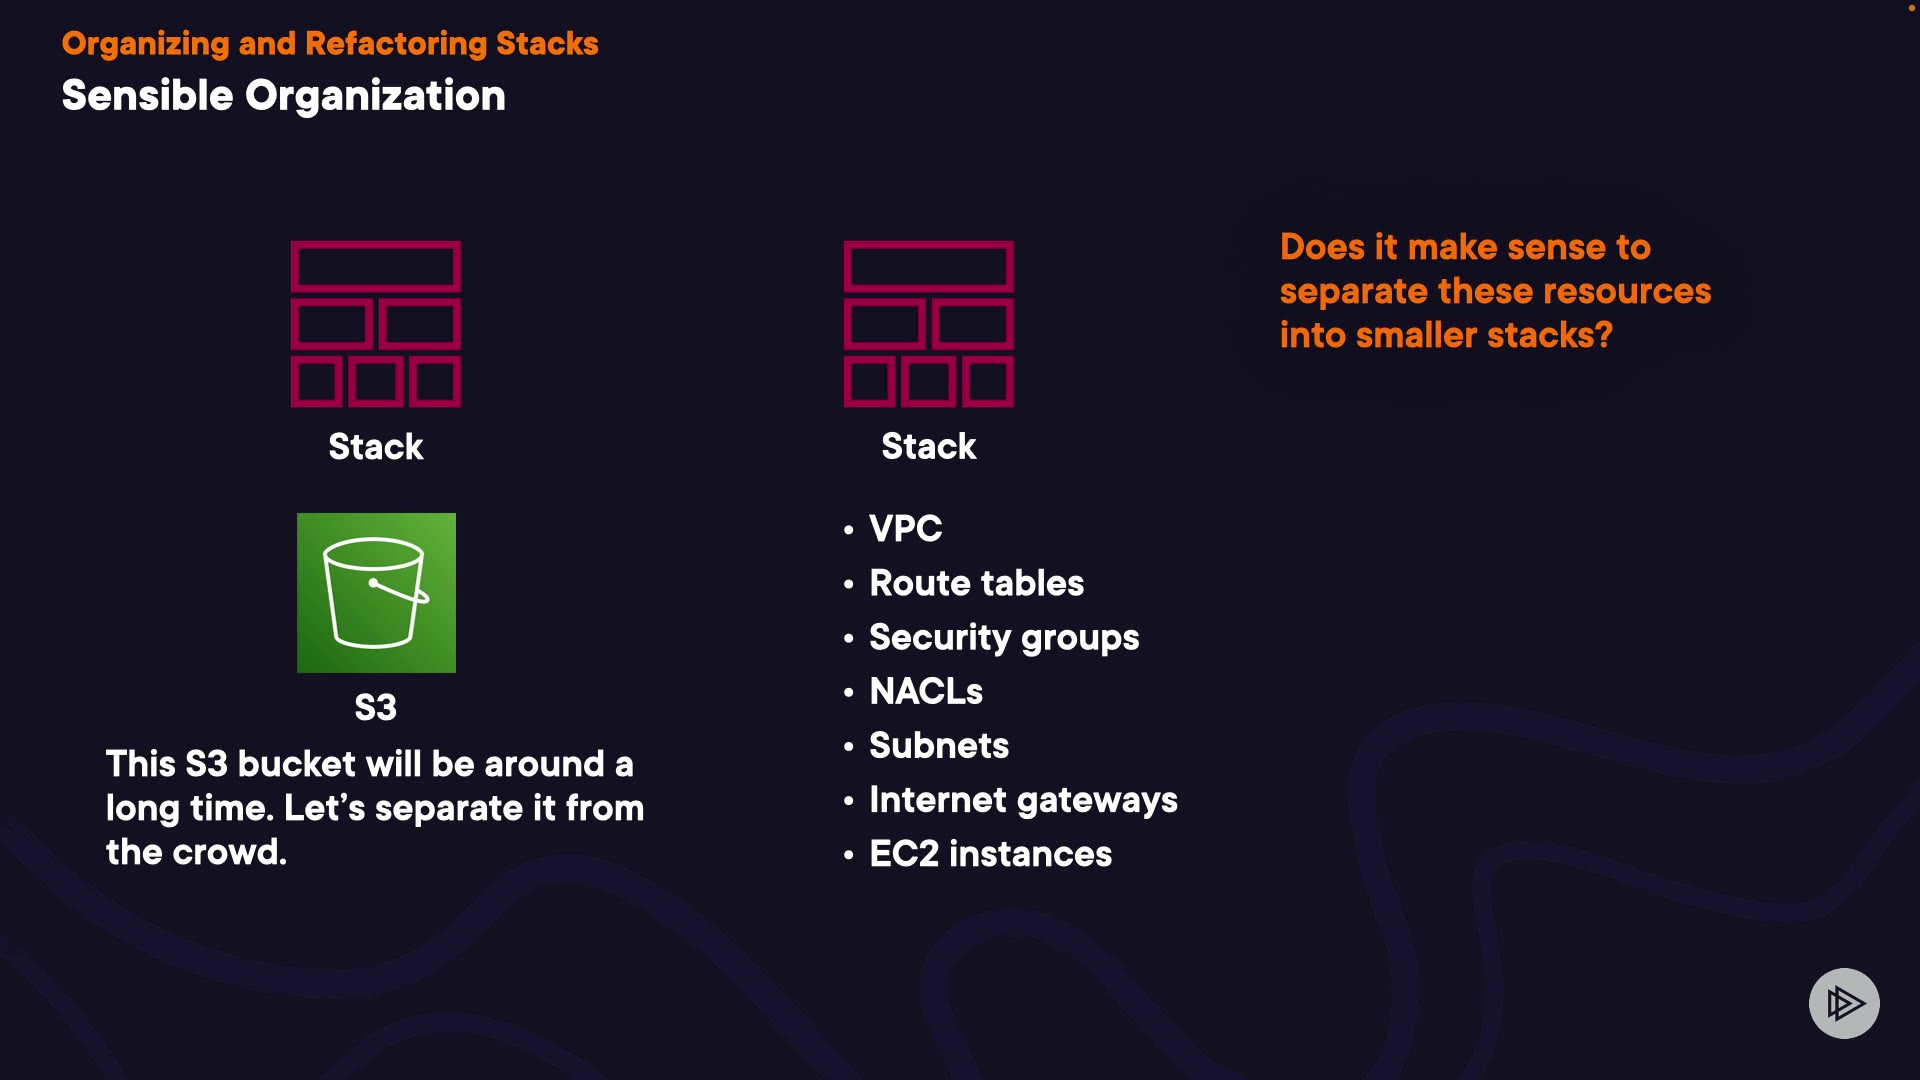 Organizing and Refactoring Stacks
Sensible Organization
Stack
S3
This S3 bucket will be around a
long time. Let’s separate it from
the crowd.
Stack
• VPC
• Route tables
• Security groups
• NACLs
• Subnets
• Internet gateways
• EC2 instances
Does it make sense to
separate these resources
into smaller stacks?